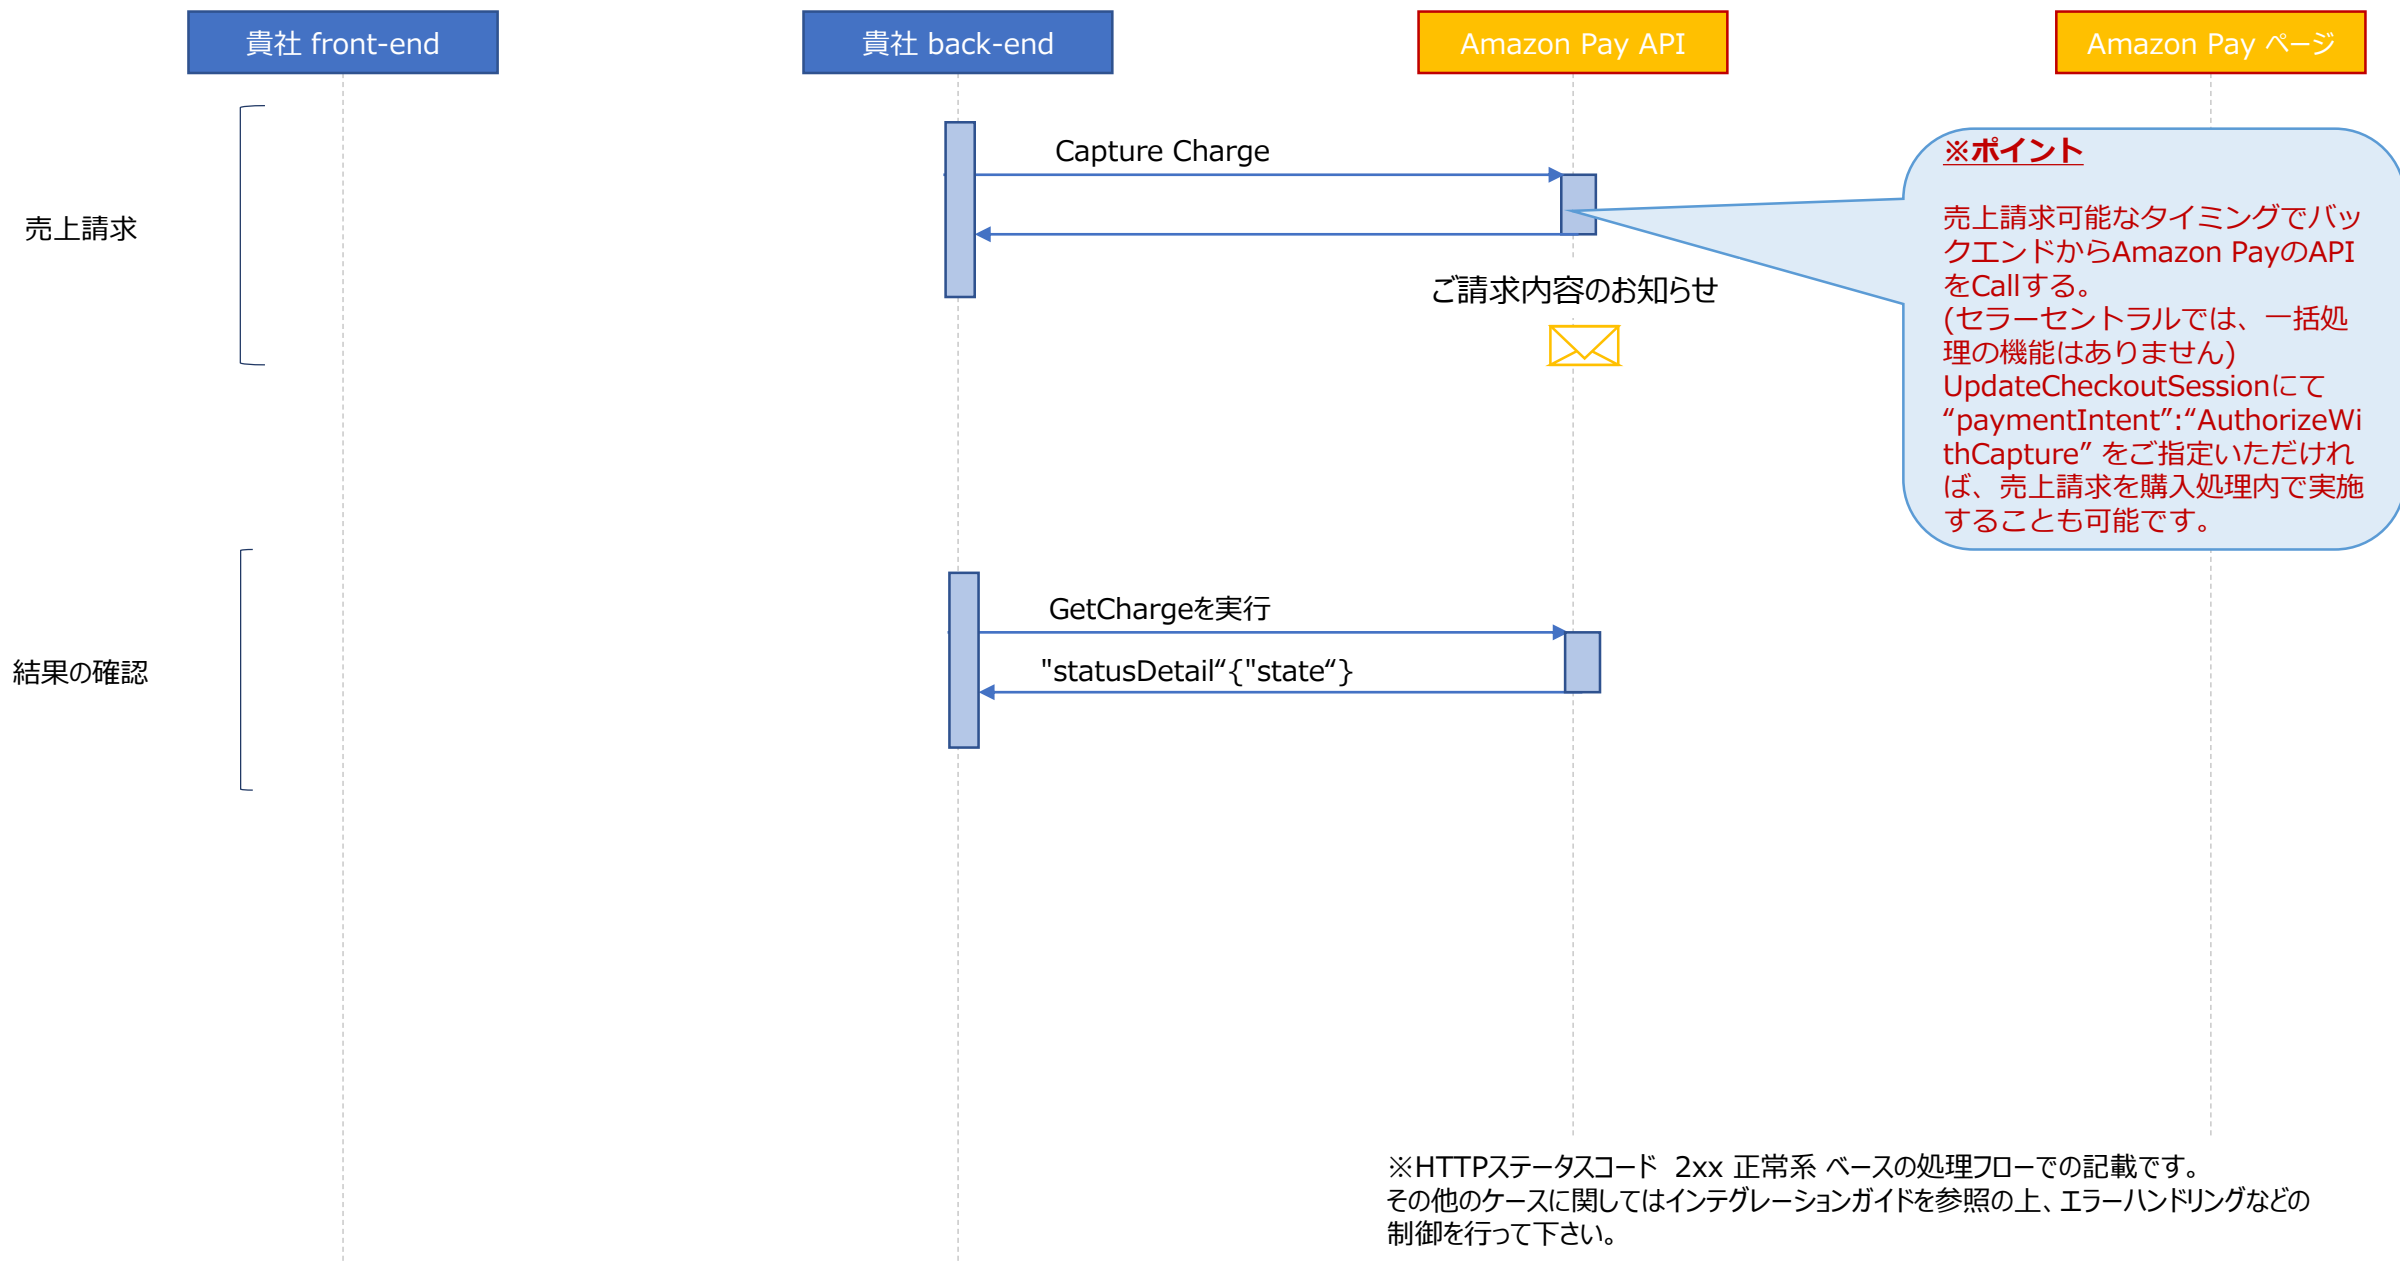 貴社 front-end
貴社 back-end
Amazon Pay API
Amazon Pay ページ
売上請求
Capture Charge
ご請求内容のお知らせ
※ポイント
売上請求可能なタイミングでバッ
クエンドからAmazon PayのAPI
をCallする。
(セラーセントラルでは、一括処
理の機能はありません)
UpdateCheckoutSessionにて
“paymentIntent”:“AuthorizeWi
thCapture” をご指定いただけれ
ば、売上請求を購入処理内で実施
することも可能です。
結果の確認
GetChargeを実行
"statusDetail“{"state“}
※HTTPステータスコード 2xx 正常系 ベースの処理フローでの記載です。
その他のケースに関してはインテグレーションガイドを参照の上、エラーハンドリングなどの
制御を行って下さい。